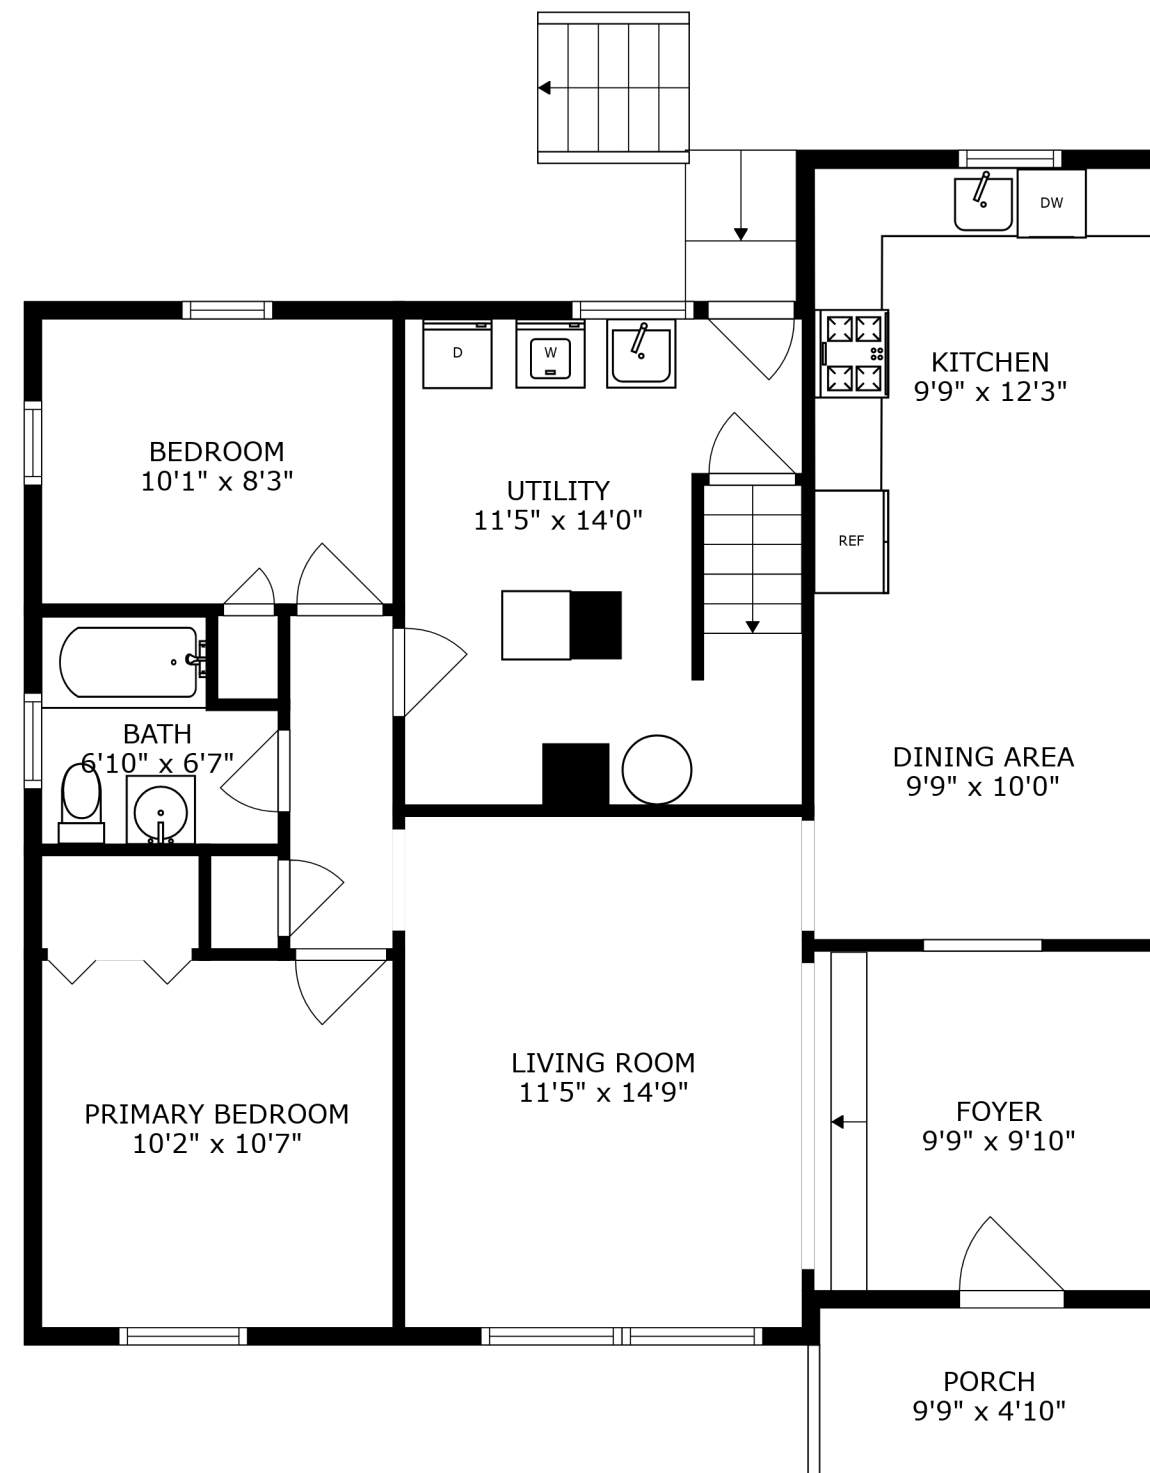 DW
D
W
KITCHEN
9'9" x 12'3"
BEDROOM
10'1" x 8'3"
UTILITY
11'5" x 14'0"
REF
BATH
6'10" x 6'7"
DINING AREA
9'9" x 10'0"
LIVING ROOM
11'5" x 14'9"
PRIMARY BEDROOM
10'2" x 10'7"
FOYER
9'9" x 9'10"
PORCH
9'9" x 4'10"